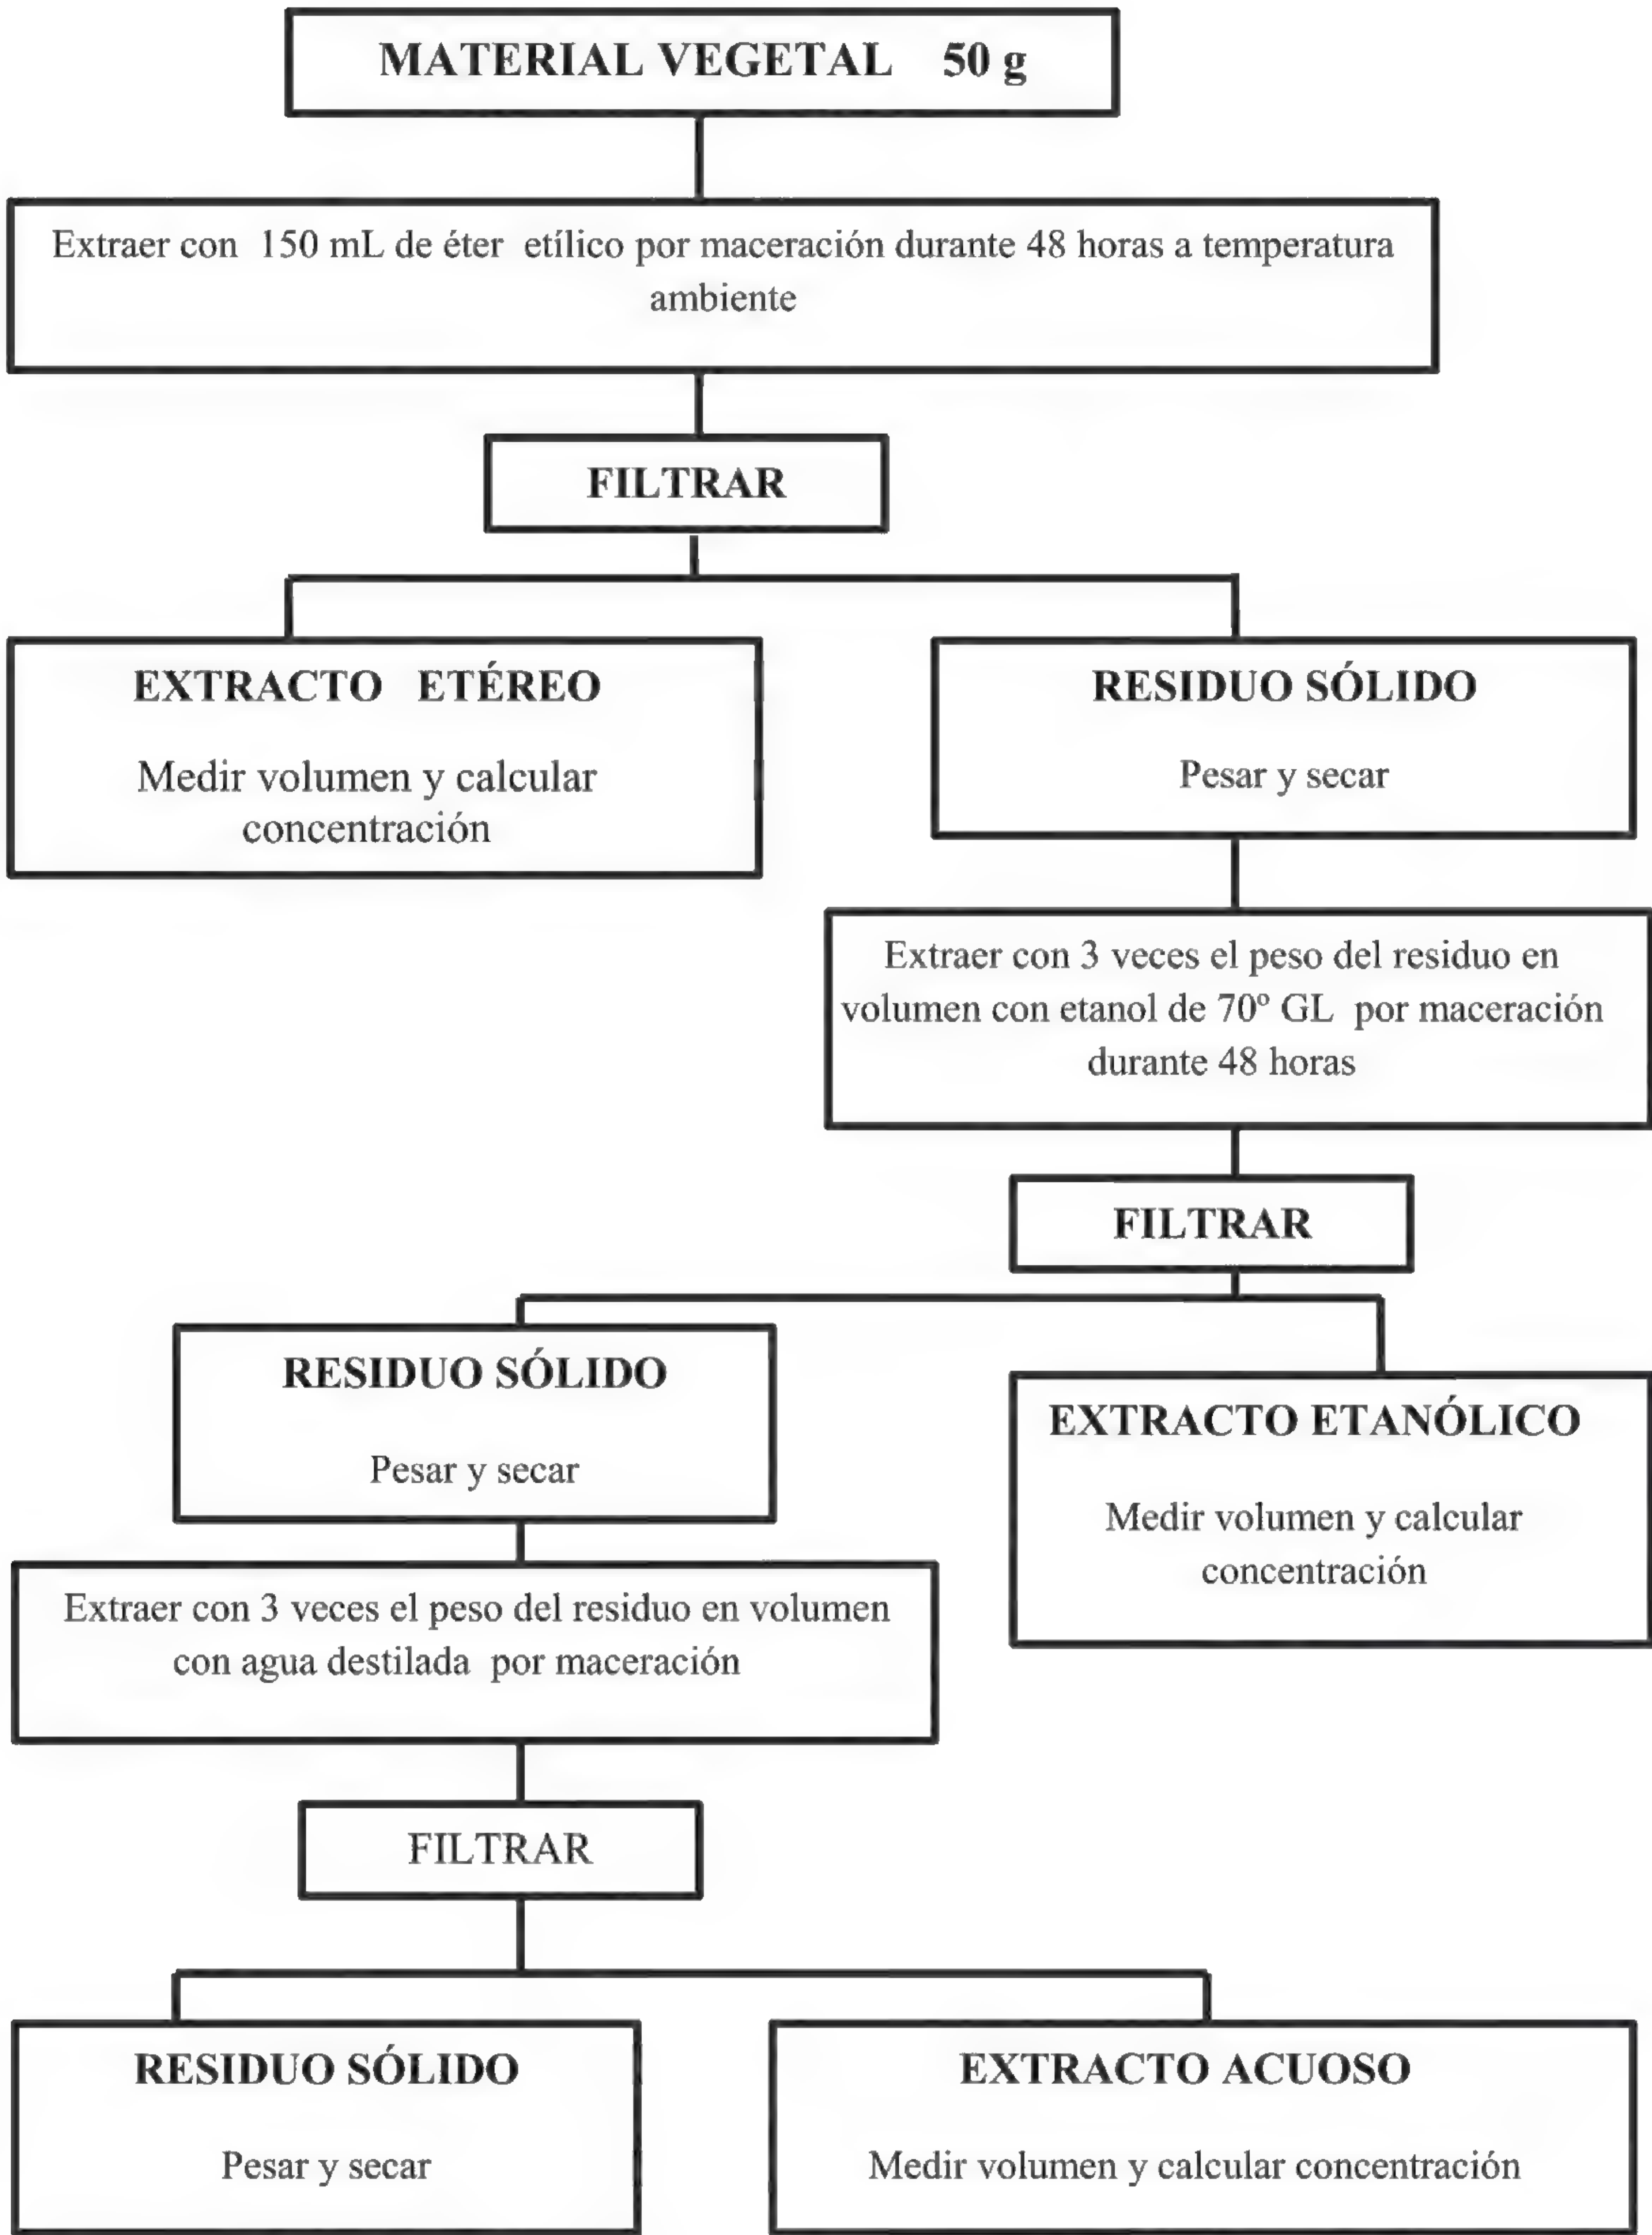 MATERIAL VEGETAL 50 g
Extraer con 150 mL de éter etílico por maceración durante 48 horas a temperatura
ambiente
FILTRAR
EXTRACTO ETÉREO
Medir volumen y calcular
concentración
RESIDUO SÓLIDO
Pesar y secar
Extraer con 3 veces el peso del residuo en
volumen con etanol de 70º GL por maceración
durante 48 horas
FILTRAR
RESIDUO SÓLIDO
Pesar y secar
EXTRACTO ETANÓLICO
Medir volumen y calcular
concentración
Extraer con 3 veces el peso del residuo en volumen
con agua destilada por maceración
FILTRAR
RESIDUO SÓLIDO
Pesar y secar
EXTRACTO ACUOSO
Medir volumen y calcular concentración